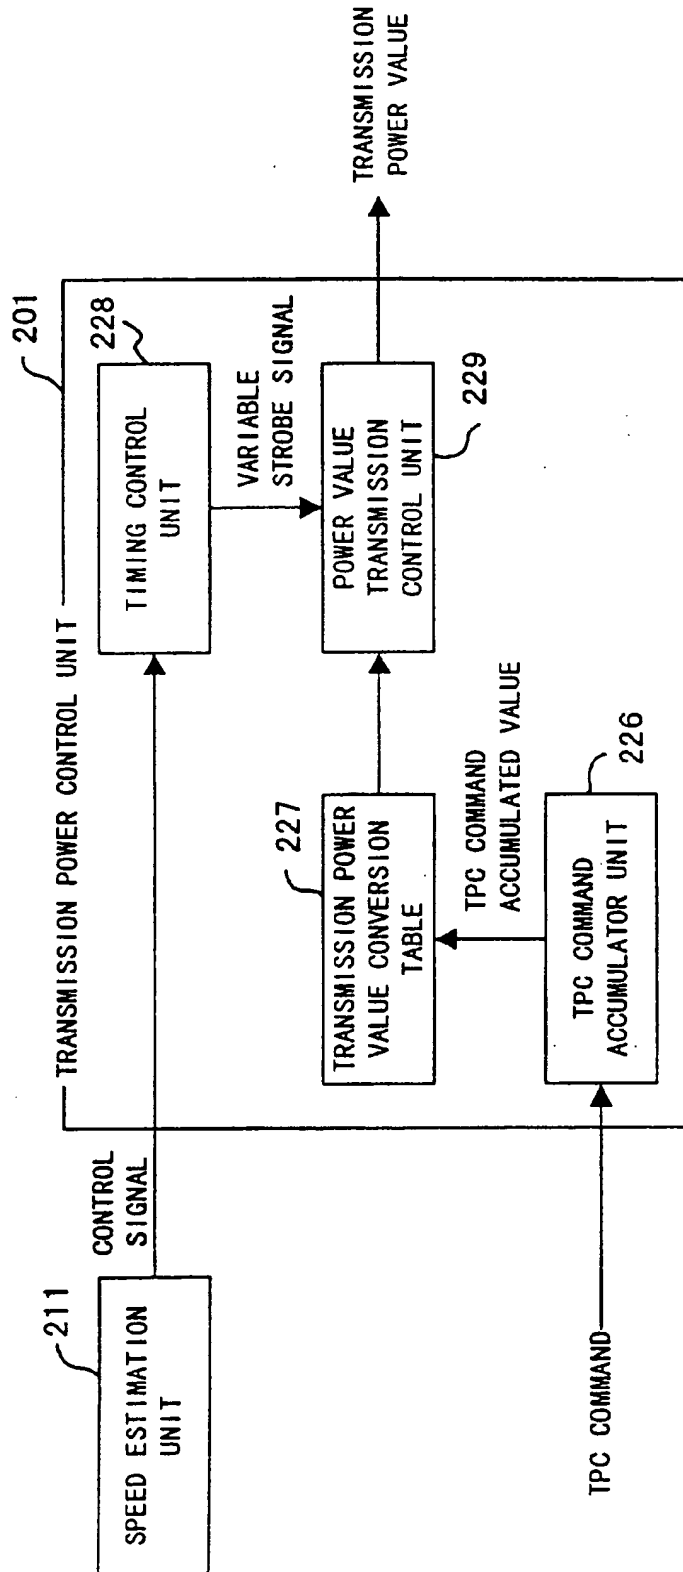 SPEED ESTIMATION
UNIT
211
CONTROL
SIGNAL
TRANSMISSION POWER CONTROL UNIT
201
TIMING CONTROL
UNIT
228
VARIABLE
STROBE SIGNAL
TRANSMISSION POWER
VALUE CONVERSION
TABLE
227
POWER VALUE
TRANSMISSION
CONTROL UNIT
229
TRANSMISSION
POWER VALUE
TPC COMMAND
ACCUMULATED VALUE
TPC COMMAND
ACCUMULATOR UNIT
226
TPC COMMAND